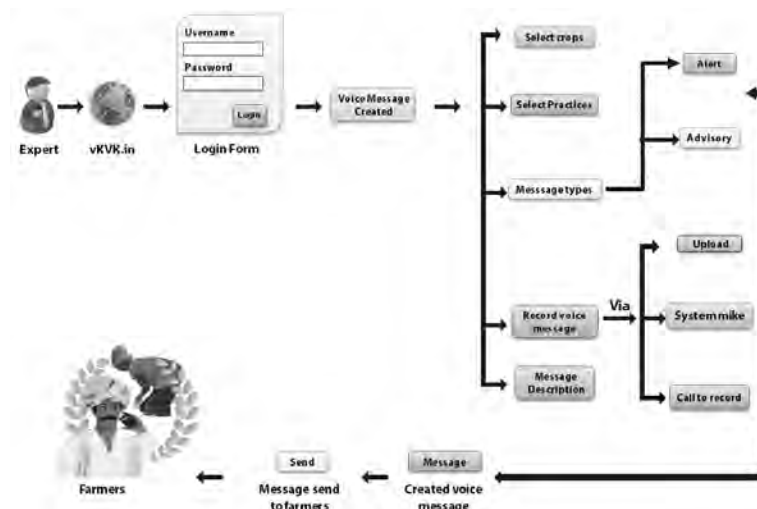 Username
Password
Login
Expert
vKVK.in
Login Form
Voice Message
Created
Select crops
Select Practices
Messsage types
Alert
Advisory
Record voice
message
Via
Upload
System mike
Call to record
Message
Description
Farmers
Send
Message send
to farmers
Message
Created voice
message